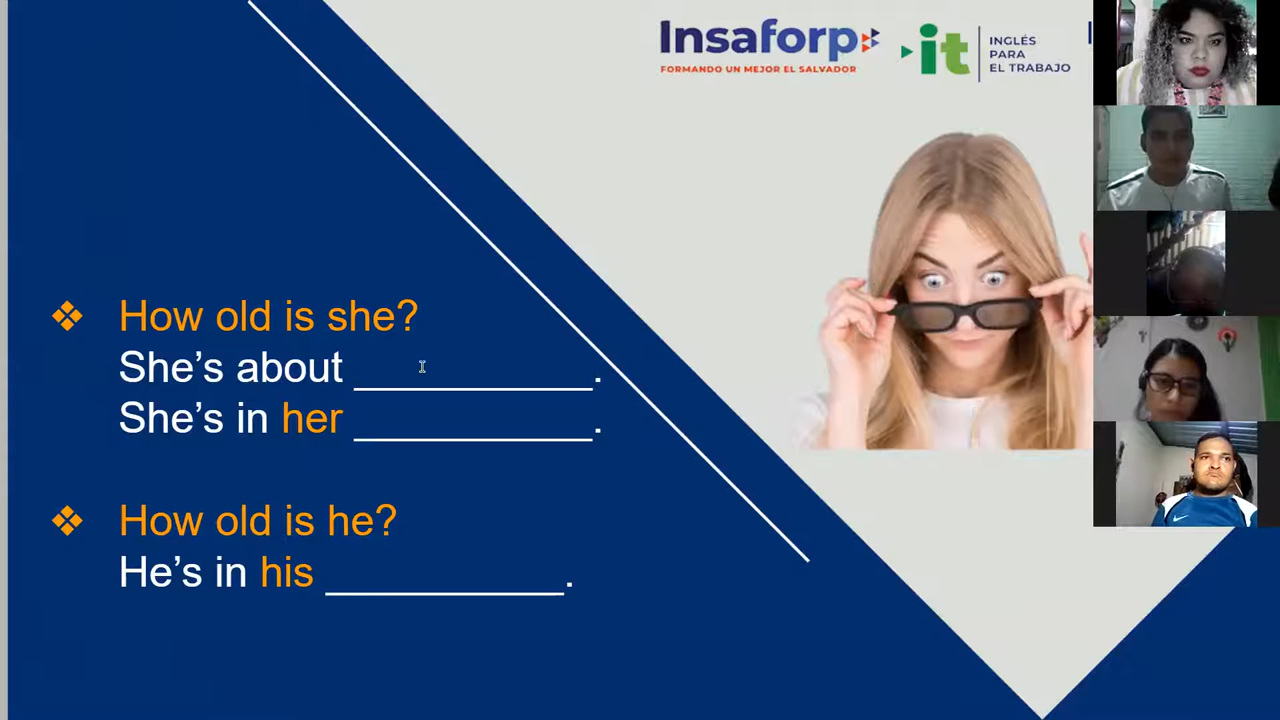 Insaforp
FORMANDO UN MEJOR EL SALVADOR
it
INGLÉS
PARA
EL TRABAJO
❖ How old is she?
She's about ___________.
She's in her ___________.
❖ How old is he?
He's in his ___________.